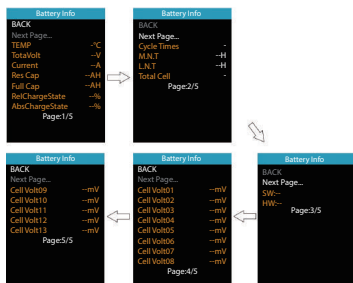 Battery Info
BACK
Next Page...
TEMP -℃
TotaVolt --V
Current --A
Res Cap --AH
Full Cap --AH
RelChargeState --%
AbsChargeState --%
Page:1/5
Battery Info
BACK
Next Page...
Cycle Times -
M.N.T --H
L.N.T --H
Total Cell -
Page:2/5
Battery Info
BACK
Next Page...
SW:--
HW:--
Page:3/5
Battery Info
BACK
Next Page...
Cell Volt01 --mV
Cell Volt02 --mV
Cell Volt03 --mV
Cell Volt04 --mV
Cell Volt05 --mV
Cell Volt06 --mV
Cell Volt07 --mV
Cell Volt08 --mV
Page:4/5
Battery Info
BACK
Next Page...
Cell Volt09 --mV
Cell Volt10 --mV
Cell Volt11 --mV
Cell Volt12 --mV
Cell Volt13 --mV
Page:5/5